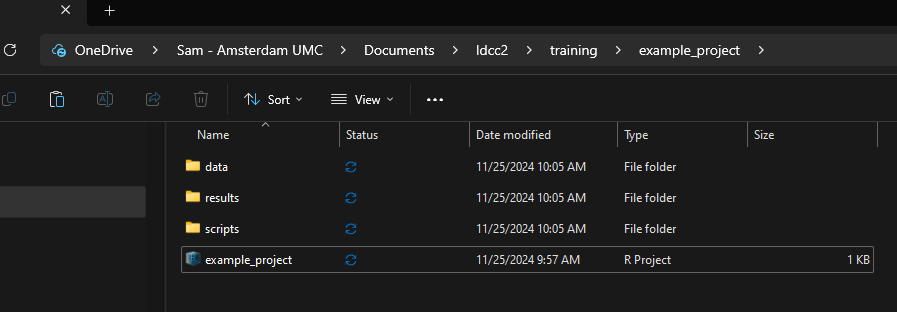 OneDrive > Sam - Amsterdam UMC > Documents > ldcc2 > training > example_project >
Sort View
Name Status Date modified Type Size
data 11/25/2024 10:05 AM File folder
results 11/25/2024 10:05 AM File folder
scripts 11/25/2024 10:05 AM File folder
example_project 11/25/2024 9:57 AM R Project 1 KB